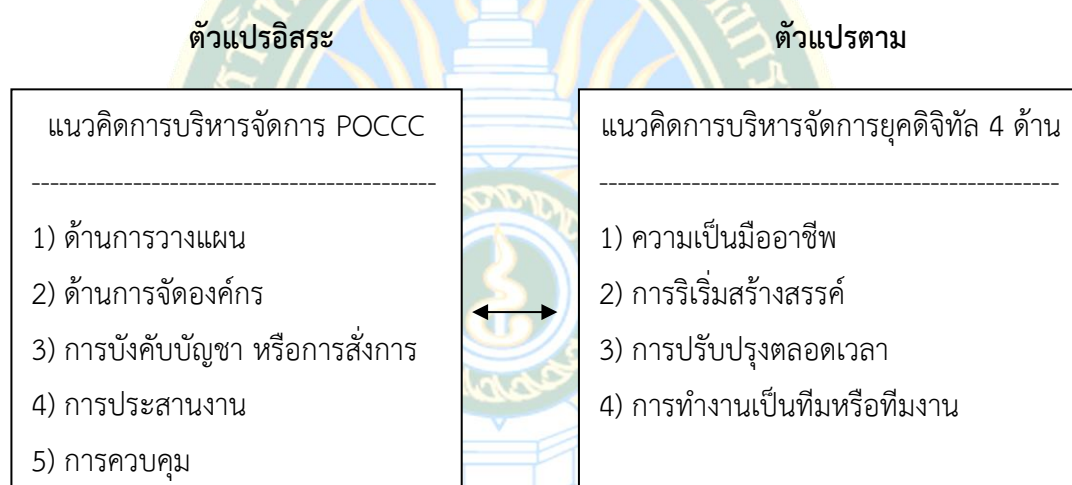 ตัวแปรอิสระ
ตัวแปรตาม
แนวคิดการบริหารจัดการ POCCC
----------------------------------------------
1) ด้านการวางแผน
2) ด้านการจัดองค์กร
3) การบังคับบัญชา หรือการสั่งการ
4) การประสานงาน
5) การควบคุม
แนวคิดการบริหารจัดการยุคดิจิทัล 4 ด้าน
----------------------------------------------------
1) ความเป็นมืออาชีพ
2) การริเริ่มสร้างสรรค์
3) การปรับปรุงตลอดเวลา
4) การทำงานเป็นทีมหรือทีมงาน